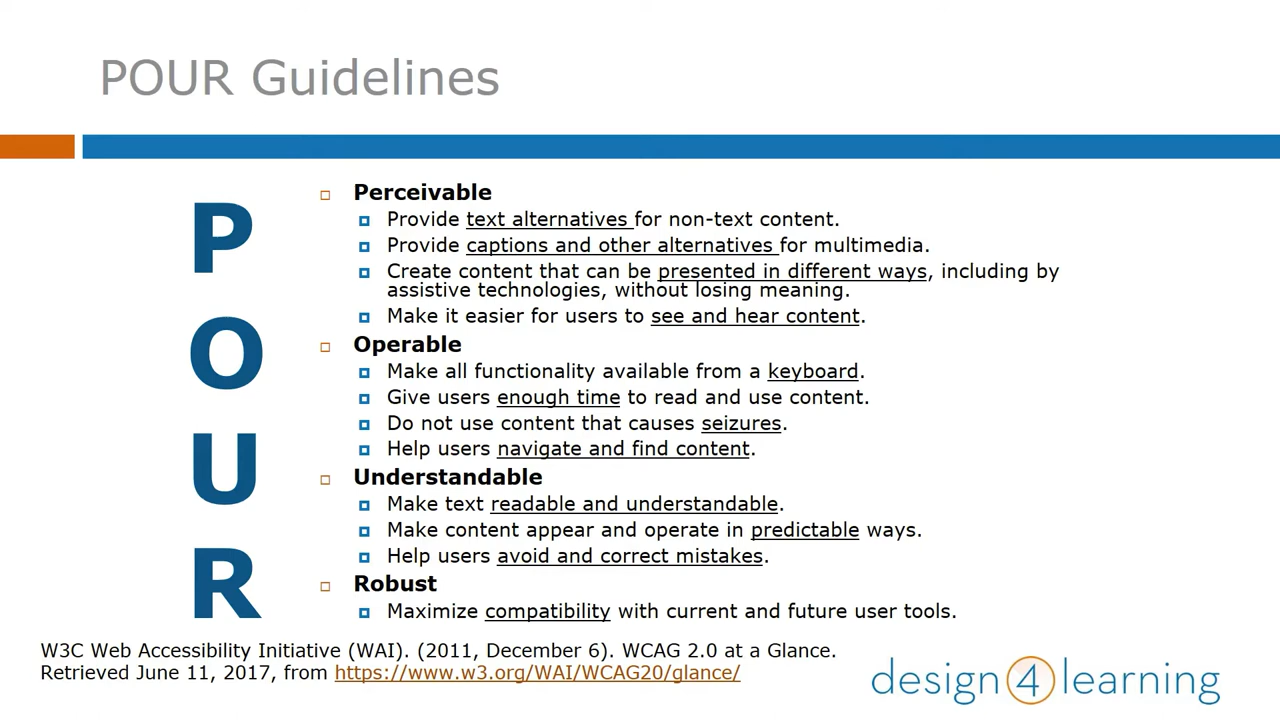 POUR Guidelines
P
O
U
R
Perceivable
Provide text alternatives for non-text content.
Provide captions and other alternatives for multimedia.
Create content that can be presented in different ways, including by
assistive technologies, without losing meaning.
Make it easier for users to see and hear content.
Operable
Make all functionality available from a keyboard.
Give users enough time to read and use content.
Do not use content that causes seizures.
Help users navigate and find content.
Understandable
Make text readable and understandable.
Make content appear and operate in predictable ways.
Help users avoid and correct mistakes.
Robust
Maximize compatibility with current and future user tools.
W3C Web Accessibility Initiative (WAI). (2011, December 6). WCAG 2.0 at a Glance.
Retrieved June 11, 2017, from https://www.w3.org/WAI/WCAG20/glance/
design 4 learning